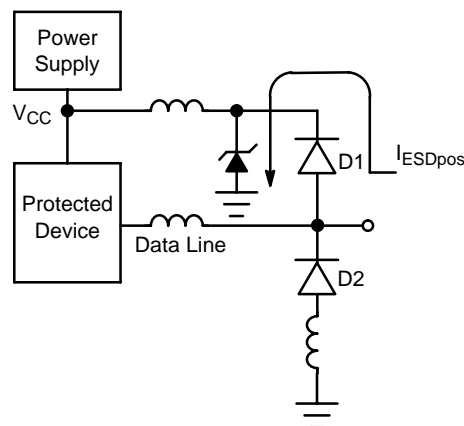 Power
Supply
VCC
D1
IESDpos
Protected
Device
Data Line
D2